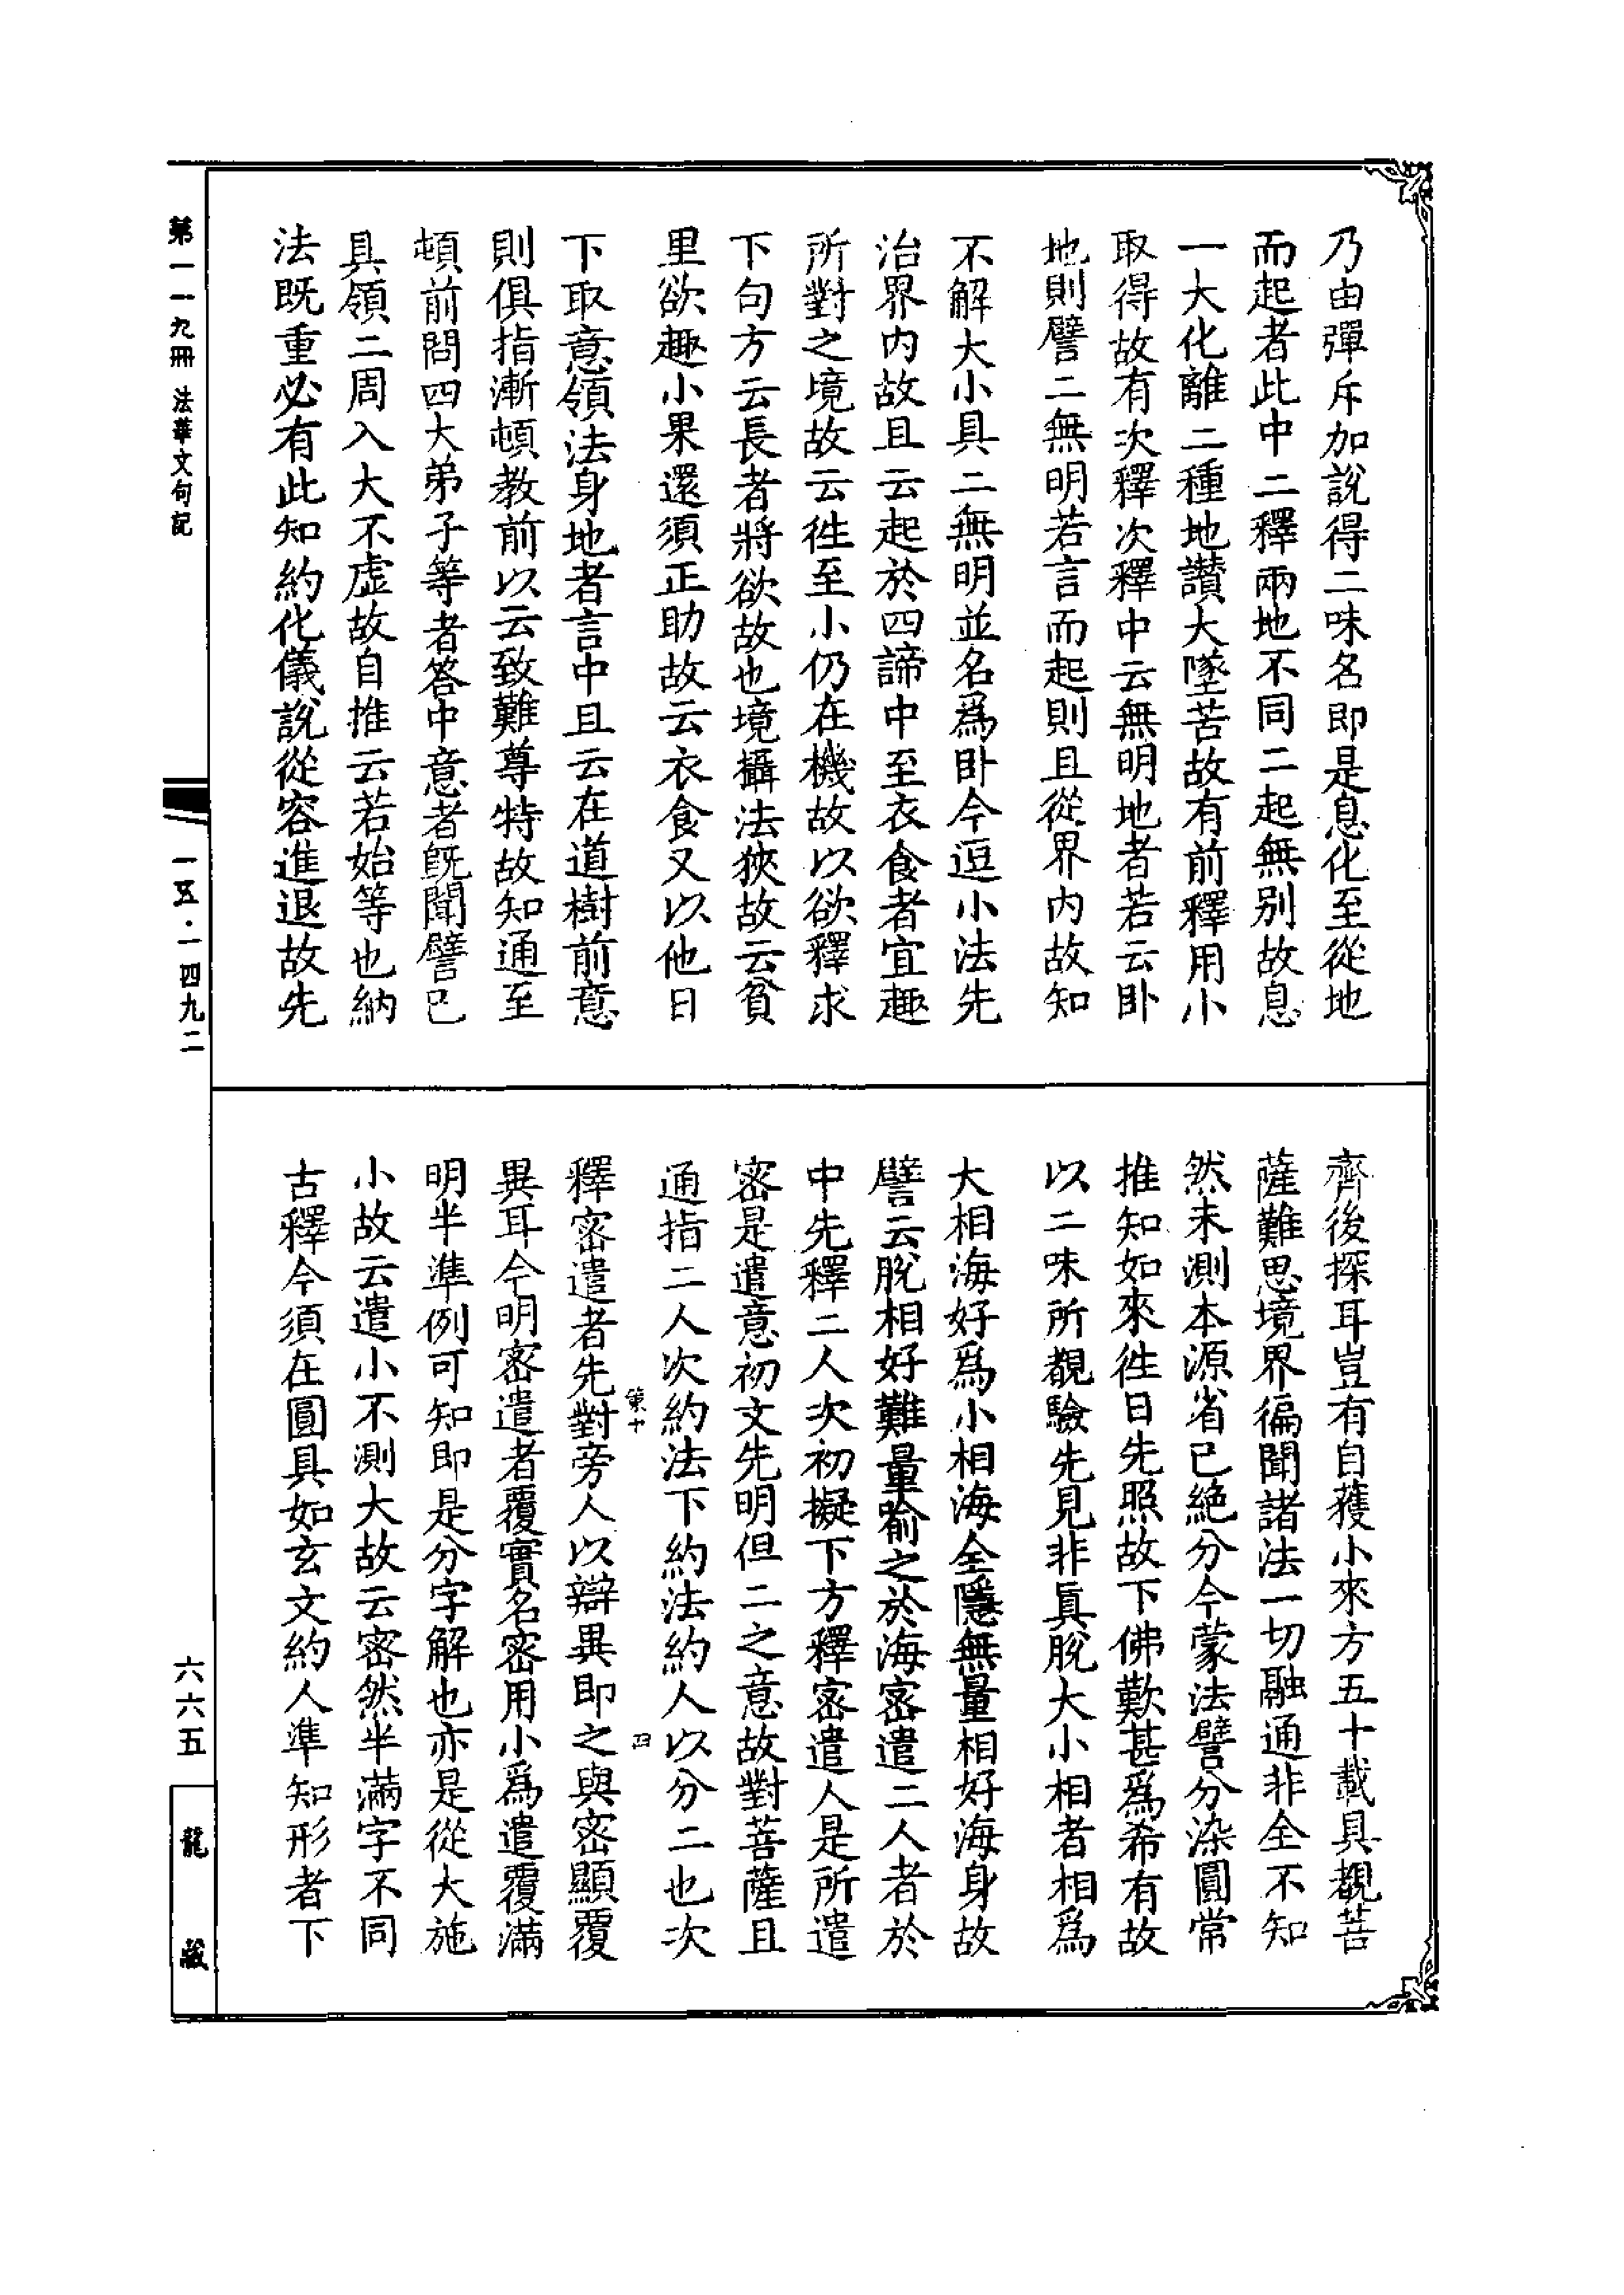 乃由彈斥加說得二味名即是息化至從地
而起者此中二釋兩地不同二起無別故息
一大化離二種地讚大墜苦故有前釋用小
取得故有次釋次釋中云無明地者若云卧
地則譬二無明若言而起則且從界內故知
不解大小具二無明並名爲卧今逗小法先
治界內故且云起於四諦中至衣食者宜趣
所對之境故云徃至小仍在機故以欲釋求
下句方云長者將欲故也境攝法狹故云貧
里欲趣小果還須正助故云衣食又以他日
下取意領法身地者言中且云在道樹前意
則俱指漸頓教前以云致難尊特故知通至
頓前問四大弟子等者答中意者旣聞譬已
具領二周入大不虛故自推云若始等也納
法旣重必有此知約化儀說從容進退故先
齊後探耳豈有自獲小來方五十載具覩菩
薩難思境界徧聞諸法一切融通非全不知
然未測本源省已絶分今蒙法譬分染圓常
推知如來徃日先照故下佛歎甚爲希有故
以二味所覩驗先見非眞脫大小相者相爲
大相海好爲小相海全隱無量相好海身故
譬云脫相好難量喻之於海密遣二人者於
中先釋二人次初擬下方釋密遣人是所遣
密是遣意初文先明但二之意故對菩薩且
通指二人次約法下約法約人以分二也次
策十
四
釋密遣者先對旁人以辯異即之與密顯覆
異耳今明密遣者覆實名密用小爲遣覆滿
明半準例可知即是分字解也亦是從大施
小故云遣小不測大故云密然半滿字不同
古釋今須在圓具如玄文約人準知形者下
第一一九冊 法華文句記
一五·一四九二
六六五
龍藏